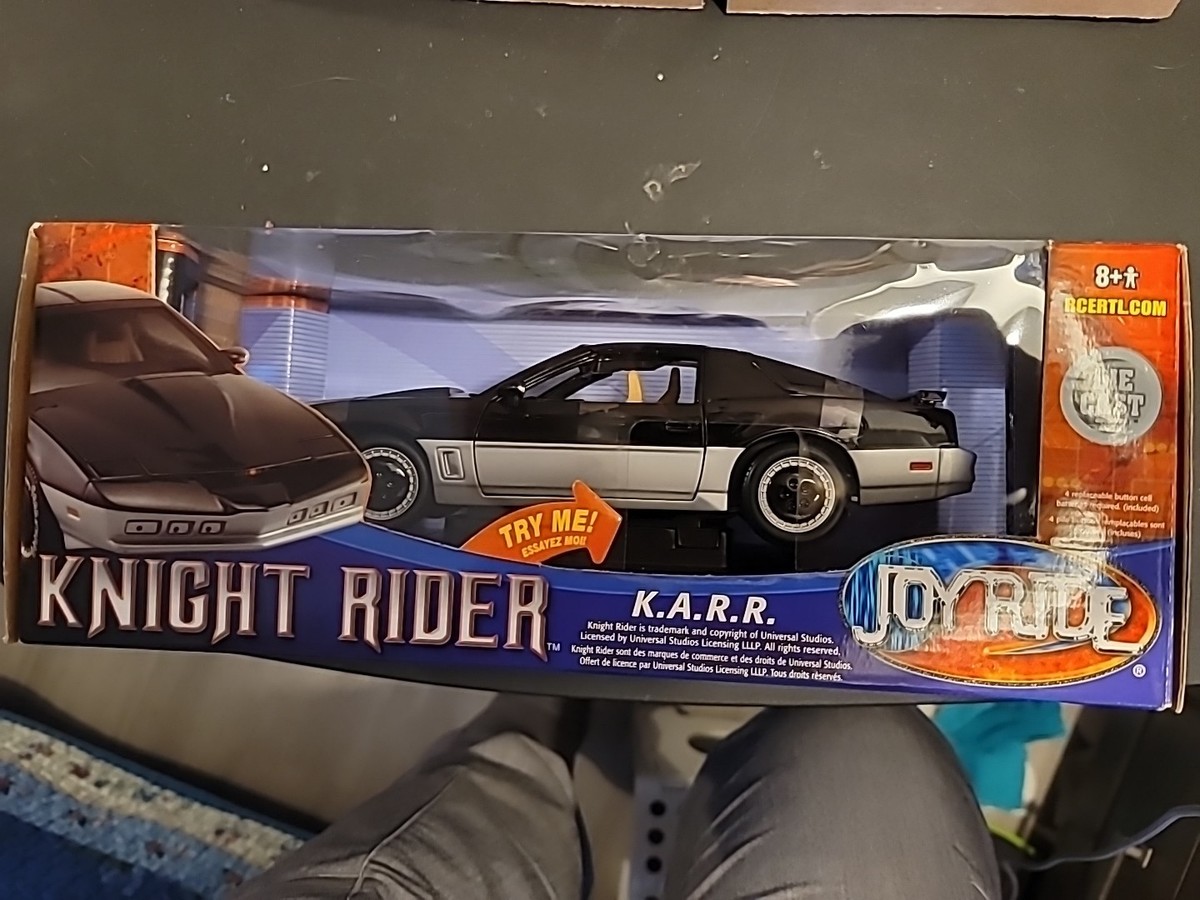 8+
RCERTL.COM
DIE
CAST
4 replaceable button cell
batteries required. (included)
TRY ME!
ESSAYEZ MOI!
KNIGHT RIDER™
K.A.R.R.
Knight Rider is trademark and copyright of Universal Studios.
Licensed by Universal Studios Licensing LLLP. All rights reserved.
Knight Rider sont des marques de commerce et des droits de Universal Studios.
Offert de licence par Universal Studios Licensing LLLP. Tous droits réservés.
JOYRIDE®